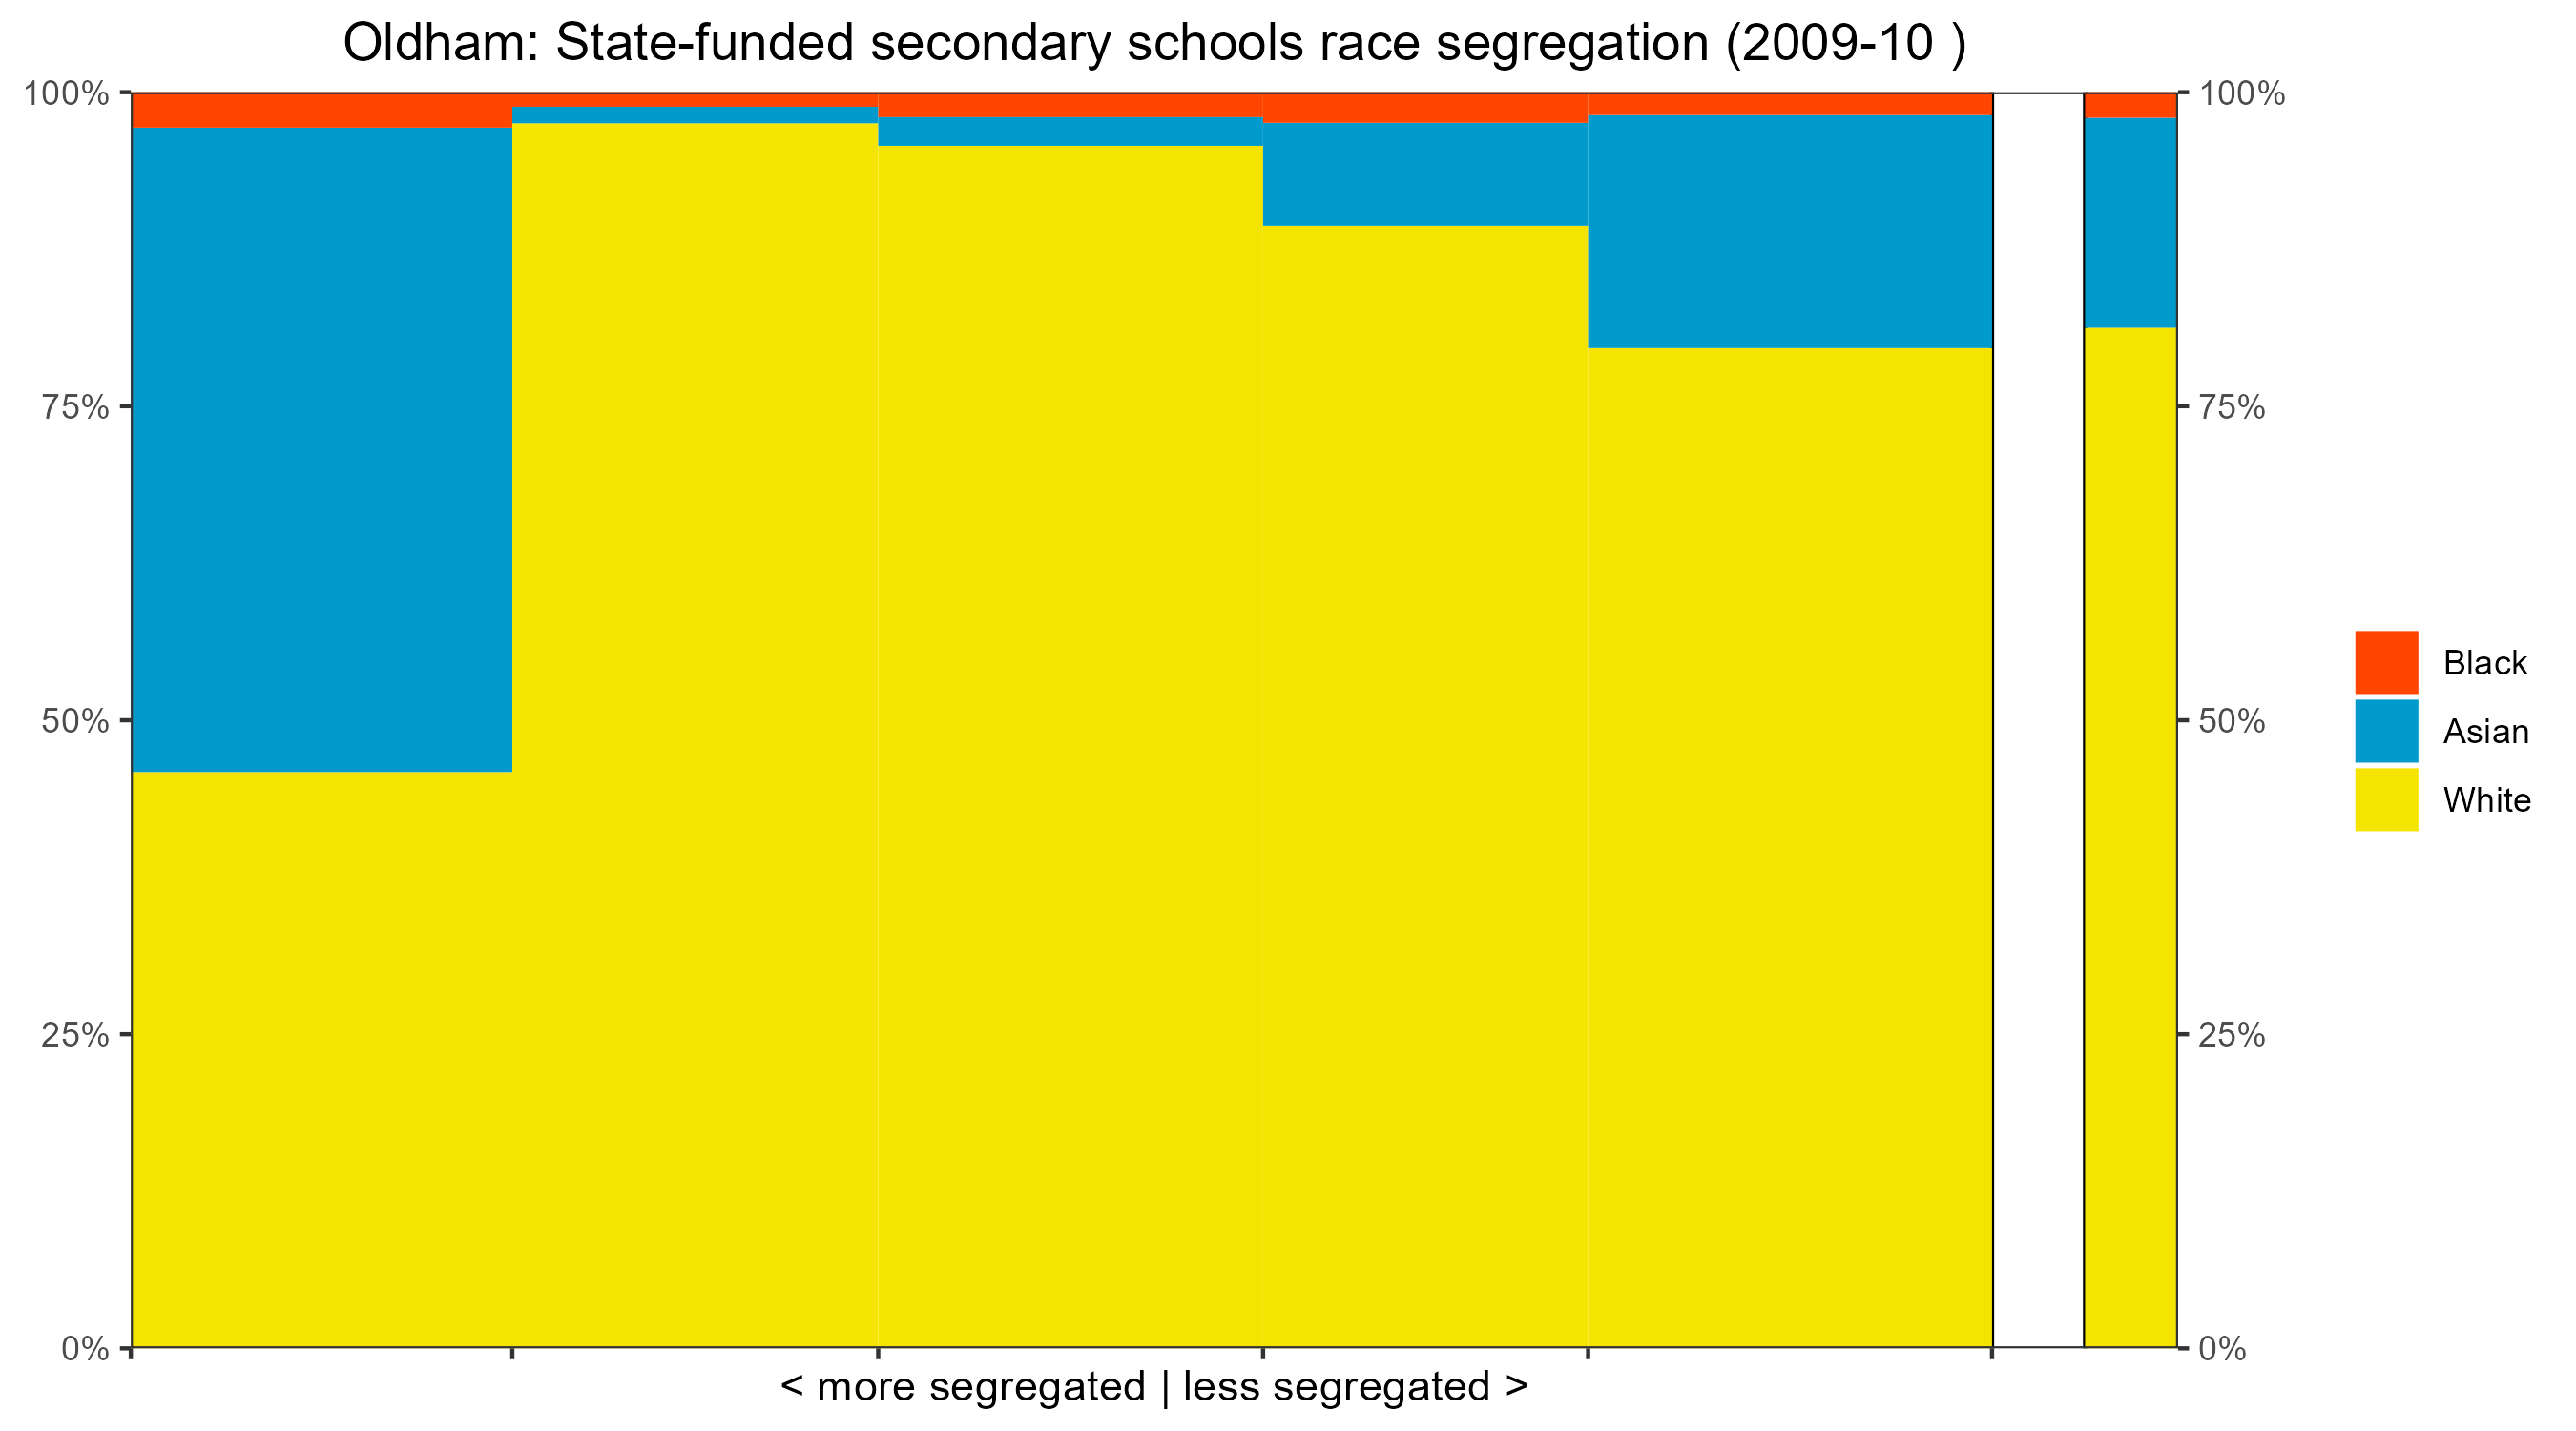 Oldham: State-funded secondary schools race segregation (2009-10 )
100%
75%
50%
25%
0%
100%
75%
50%
25%
0%
Black
Asian
White
< more segregated | less segregated >